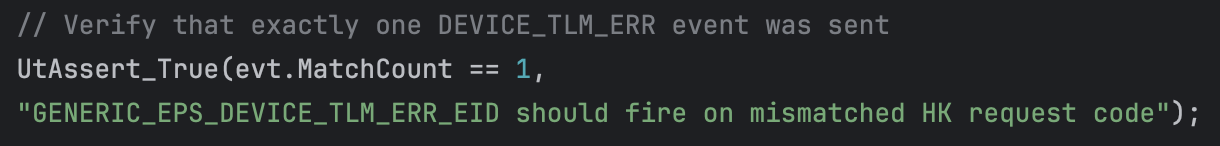 // Verify that exactly one DEVICE_TLM_ERR event was sent
UtAssert_True(evt.MatchCount == 1,
"GENERIC_EPS_DEVICE_TLM_ERR_EID should fire on mismatched HK request code");